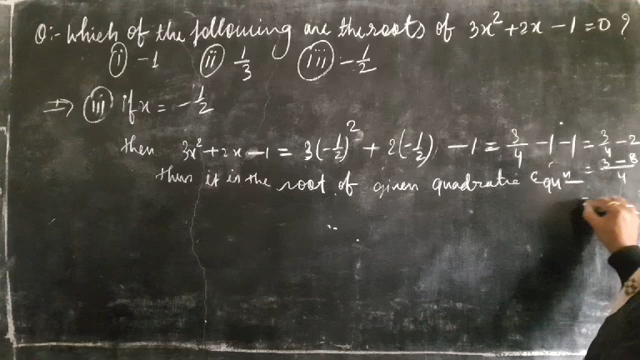 Q:- which of the following are the roots of 3x² + 2x - 1 = 0 ?
(i) -1 (ii) 1/3 (iii) -1/2
⇒ (iii) if x = -1/2
then 3x² + 2x - 1 = 3(-1/2)² + 2(-1/2) - 1 = 3/4 - 1 - 1 = 3/4 - 2
= (3 - 8)/4
thus it is the root of given quadratic Equⁿ
=